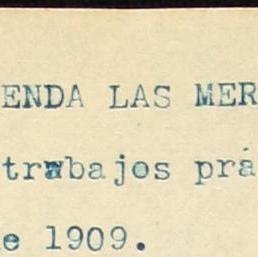 ENDA LAS MER
trabajos prá
e 1909.